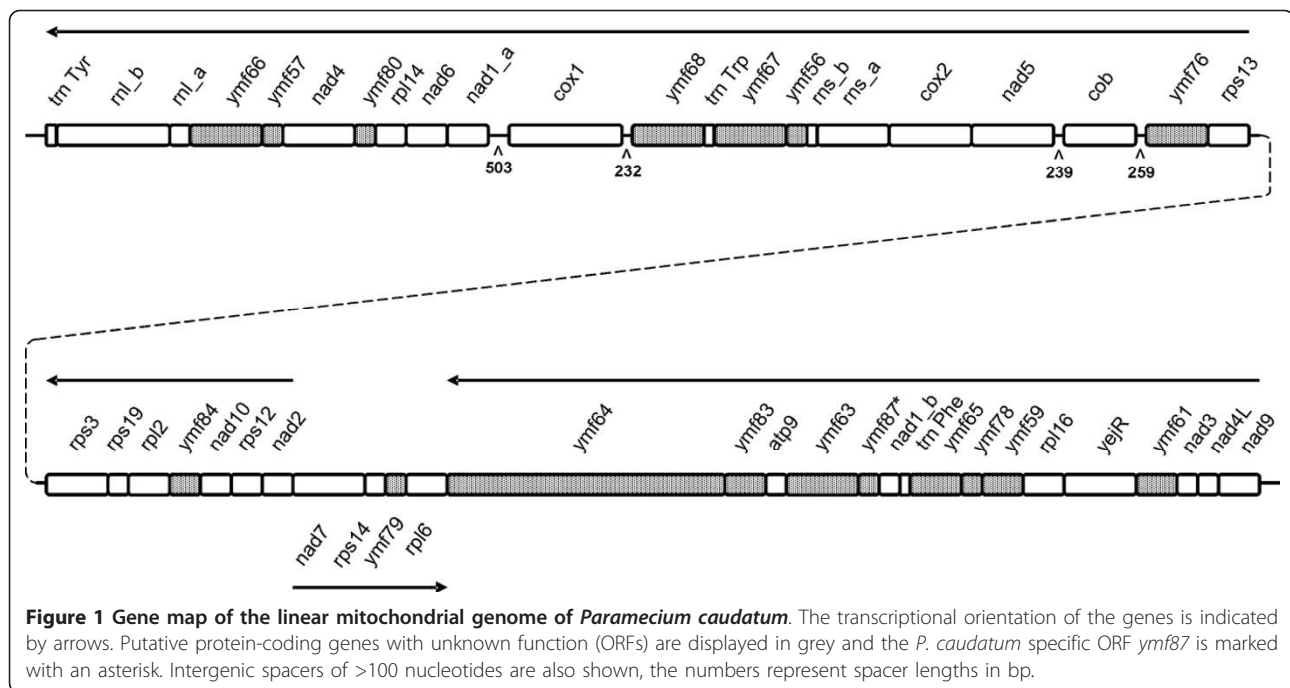 trn Tyr rnl_b rnl_a ymf66 ymf57 nad4 ymf80 rpl14 nad6 nad1_a cox1 ymf68 trn Trp ymf67 ymf56 rns_b rns_a cox2 nad5 cob ymf76 rps13
503 232 239 259
rps3 rps19 rpl2 ymf84 nad10 rps12 nad2 ymf64 ymf83 atp9 ymf63 ymf87* nad1_b trn Phe ymf65 ymf78 ymf59 rpl16 yejR ymf61 nad3 nad4L nad9
nad7 rps14 ymf79 rpl6
Figure 1 Gene map of the linear mitochondrial genome of Paramecium caudatum. The transcriptional orientation of the genes is indicated
by arrows. Putative protein-coding genes with unknown function (ORFs) are displayed in grey and the P. caudatum specific ORF ymf87 is marked
with an asterisk. Intergenic spacers of >100 nucleotides are also shown, the numbers represent spacer lengths in bp.